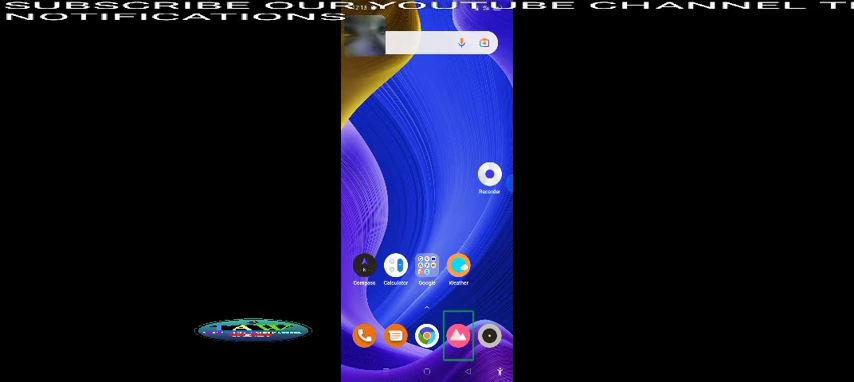 SUBSCRIBE OUR YOUTUBE CHANNEL
NOTIFICATIONS
Recorder
Compass
Calculator
Google
Weather